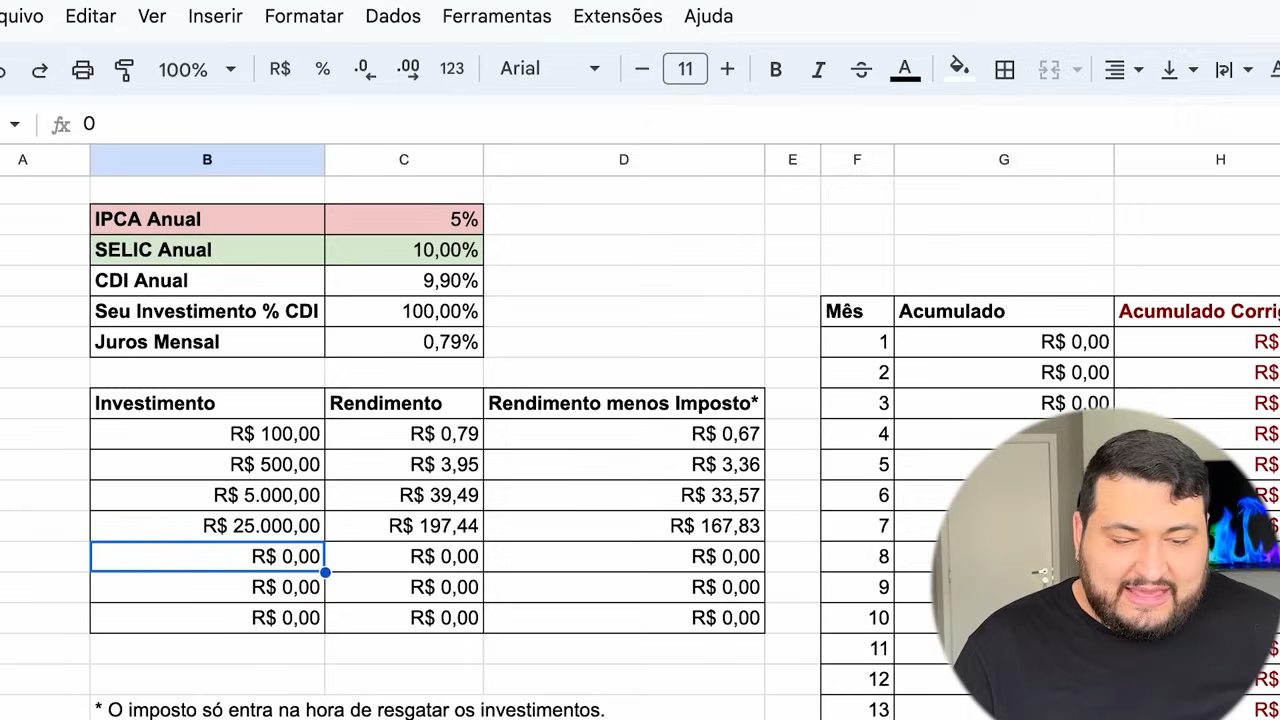 quivo Editar Ver Inserir Formatar Dados Ferramentas Extensões Ajuda
100% R$ % .0 .00 123 Arial — 11 + B I S A
fx 0
A B C D E F G H
IPCA Anual 5%
SELIC Anual 10,00%
CDI Anual 9,90%
Seu Investimento % CDI 100,00%
Juros Mensal 0,79%
Mês Acumulado Acumulado Corrig
1 R$ 0,00 R$
2 R$ 0,00 R$
3 R$ 0,00 R$
4 R$
5 R$
6 R$
7
8
9
10
11 R$
12 R$
13 R$
Investimento Rendimento Rendimento menos Imposto*
R$ 100,00 R$ 0,79 R$ 0,67
R$ 500,00 R$ 3,95 R$ 3,36
R$ 5.000,00 R$ 39,49 R$ 33,57
R$ 25.000,00 R$ 197,44 R$ 167,83
R$ 0,00 R$ 0,00 R$ 0,00
R$ 0,00 R$ 0,00 R$ 0,00
R$ 0,00 R$ 0,00 R$ 0,00
* O imposto só entra na hora de resgatar os investimentos.